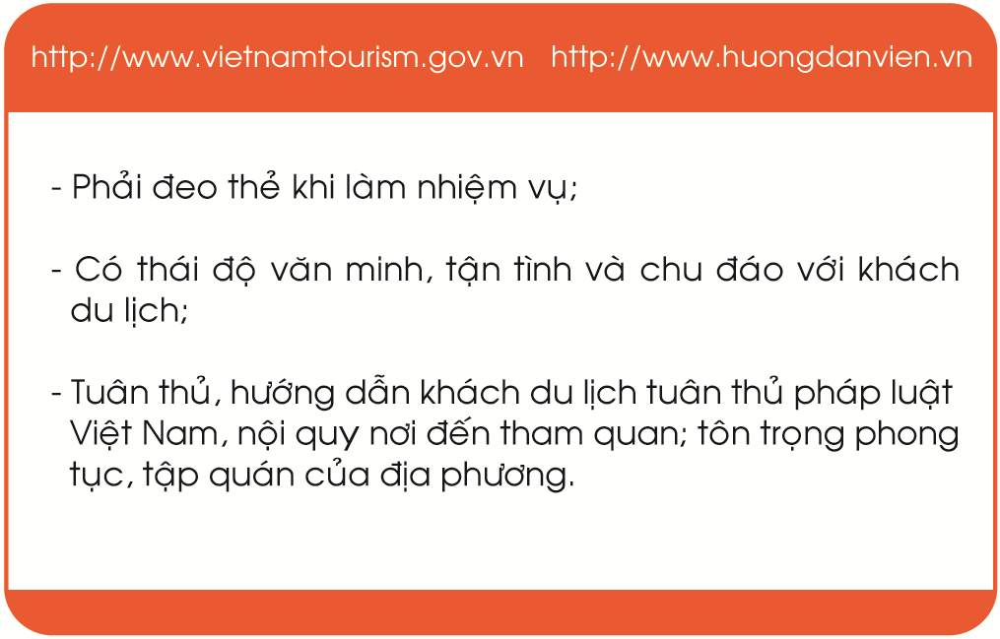 http://www.vietnamtourism.gov.vn http://www.huongdanvien.vn
- Phải đeo thẻ khi làm nhiệm vụ;
- Có thái độ văn minh, tận tình và chu đáo với khách
du lịch;
- Tuân thủ, hướng dẫn khách du lịch tuân thủ pháp luật
Việt Nam, nội quy nơi đến tham quan; tôn trọng phong
tục, tập quán của địa phương.